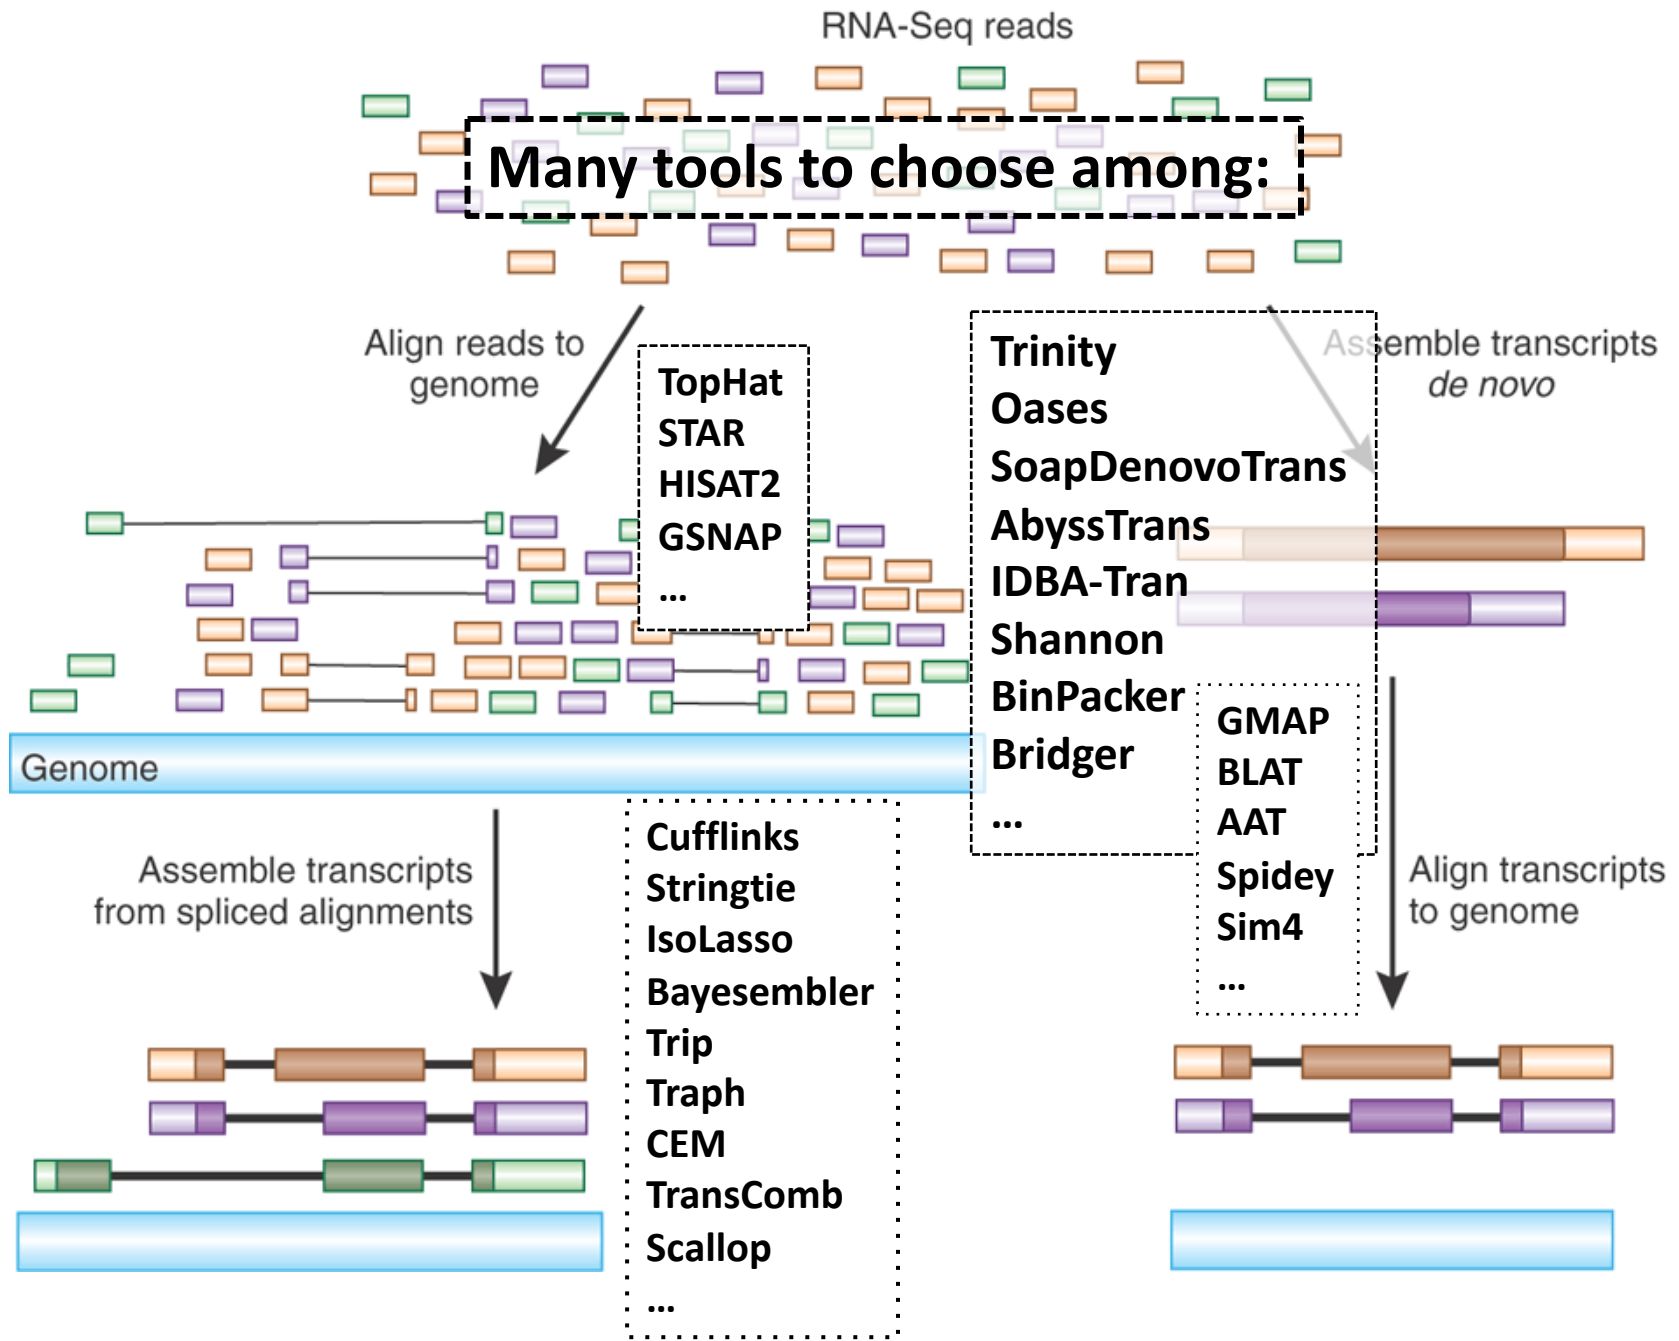 RNA-Seq reads
Many tools to choose among:
Align reads to
genome
TopHat
STAR
HISAT2
GSNAP
...
Trinity
Oases
SoapDenovoTrans
AbyssTrans
IDBA-Tran
Shannon
BinPacker
Bridger
...
Assemble transcripts
de novo
Genome
GMAP
BLAT
AAT
Spidey
Sim4
...
Align transcripts
to genome
Assemble transcripts
from spliced alignments
Cufflinks
Stringtie
IsoLasso
Bayesembler
Trip
Traph
CEM
TransComb
Scallop
...